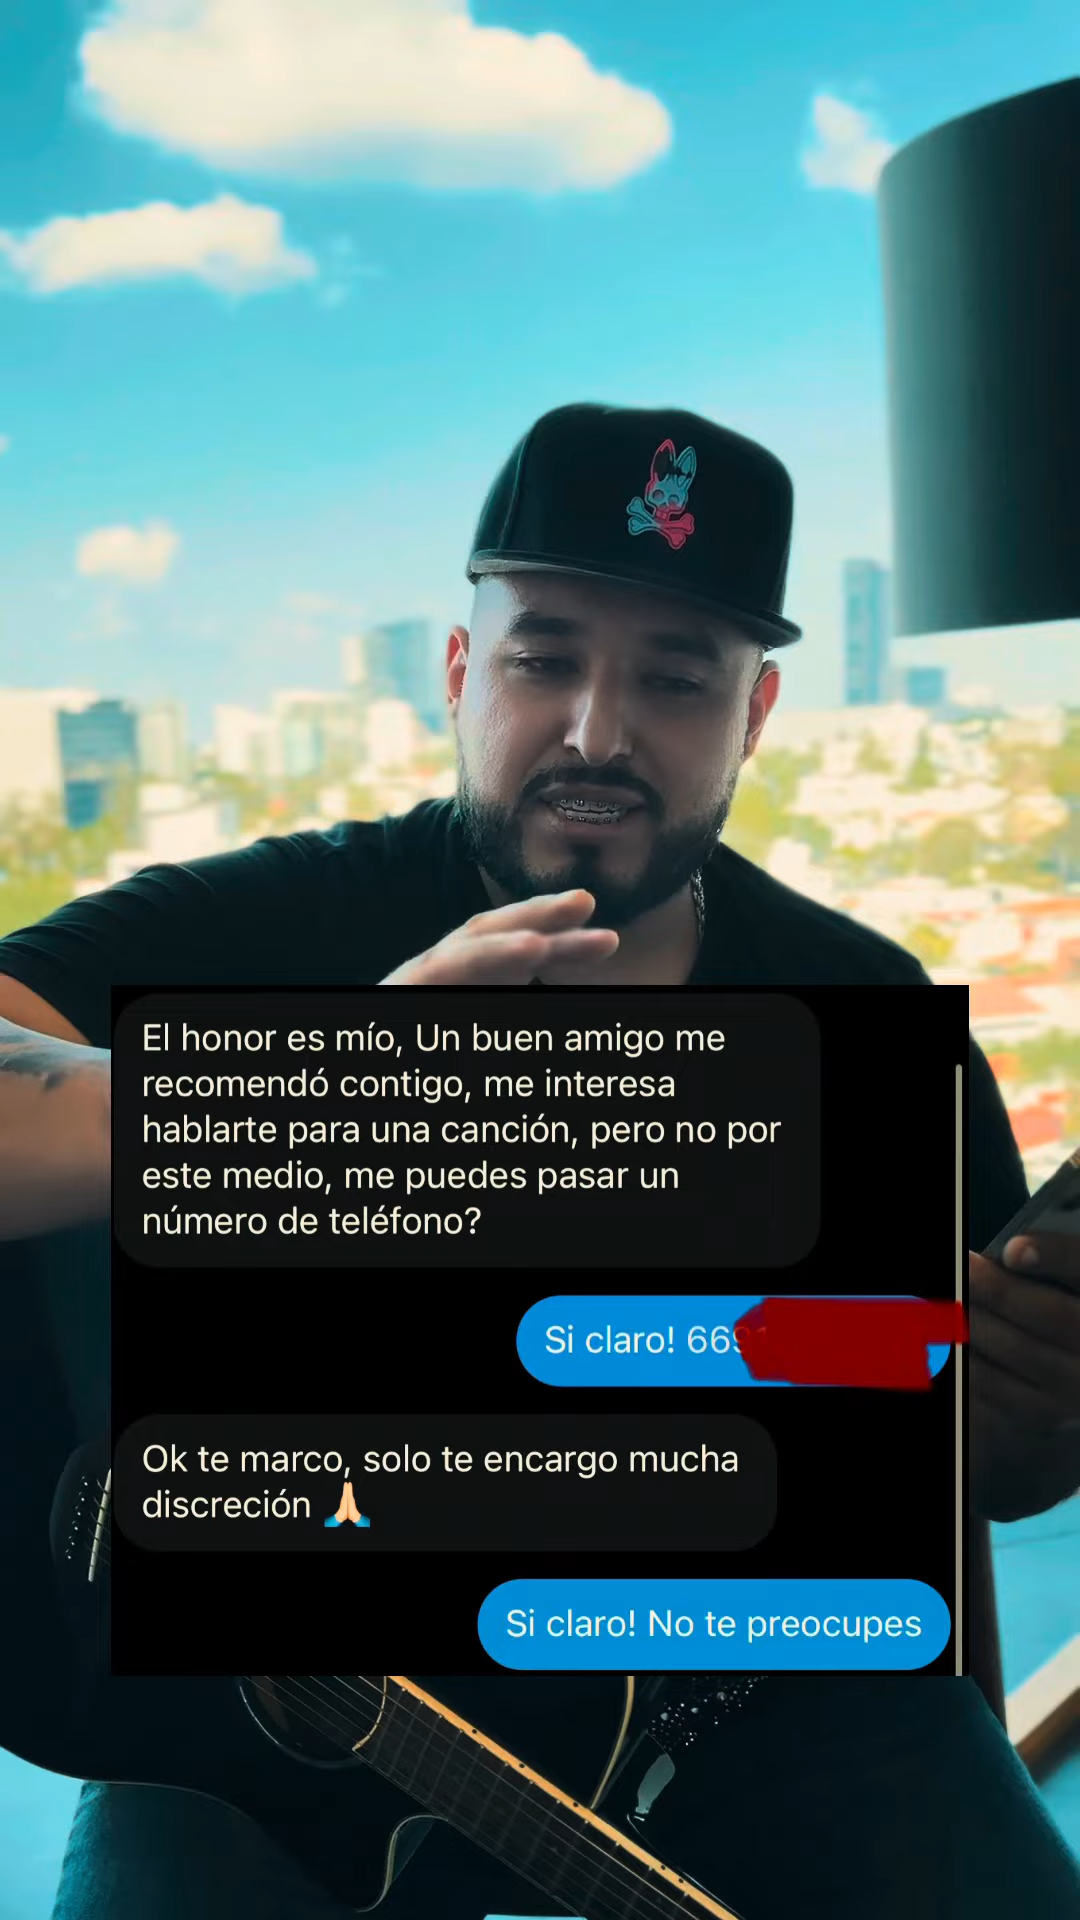 El honor es mío, Un buen amigo me
recomendó contigo, me interesa
hablarte para una canción, pero no por
este medio, me puedes pasar un
número de teléfono?
Si claro! 669
Ok te marco, solo te encargo mucha
discreción 🙏🏻
Si claro! No te preocupes